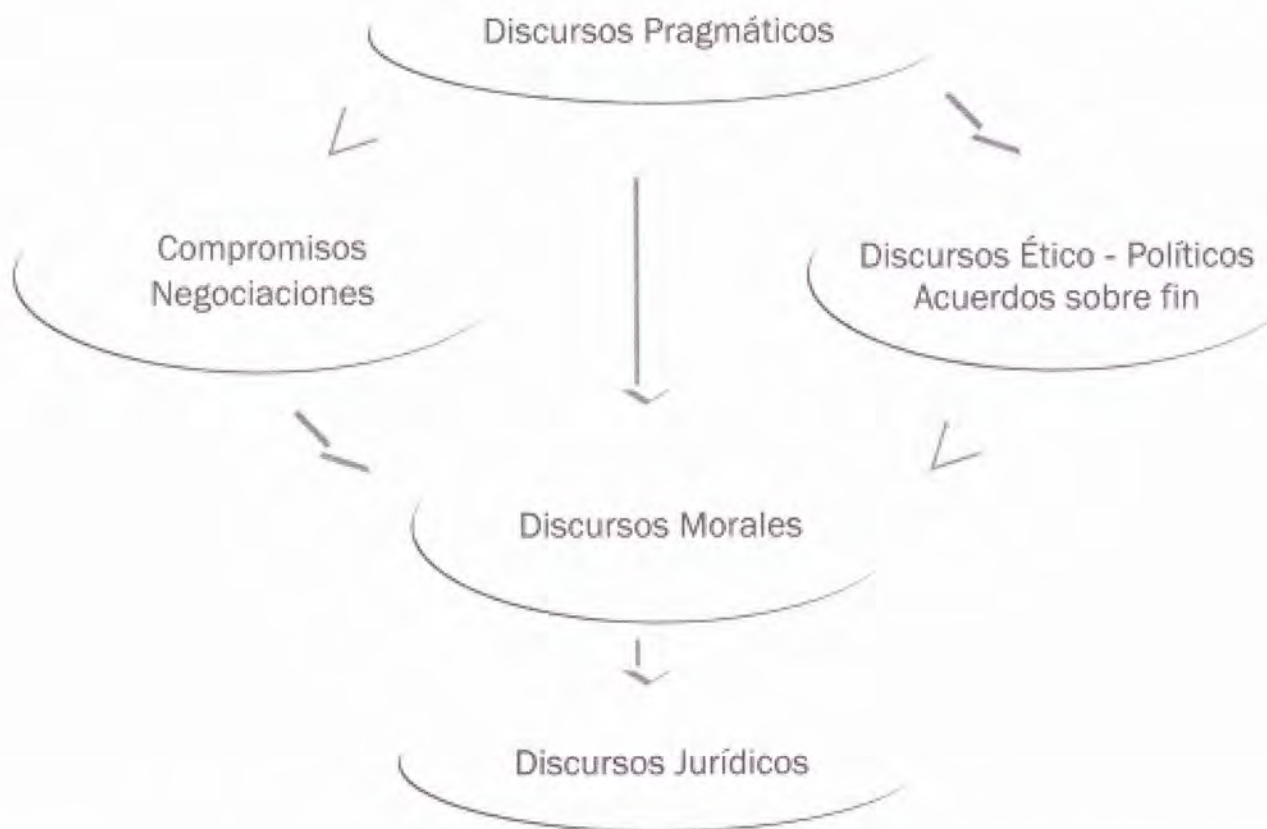 Discursos Pragmáticos
Compromisos
Negociaciones
Discursos Ético - Políticos
Acuerdos sobre fin
Discursos Morales
Discursos Jurídicos